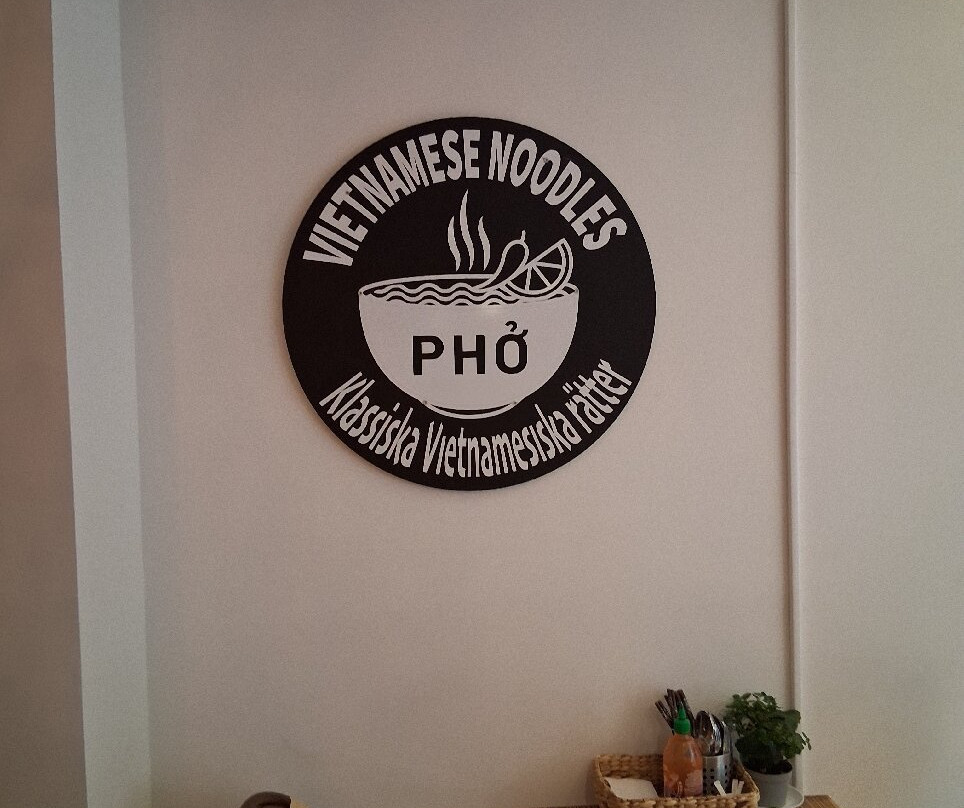 VIETNAMESE NOODLES
PHỞ
Klassiska Vietnamesiska rätter